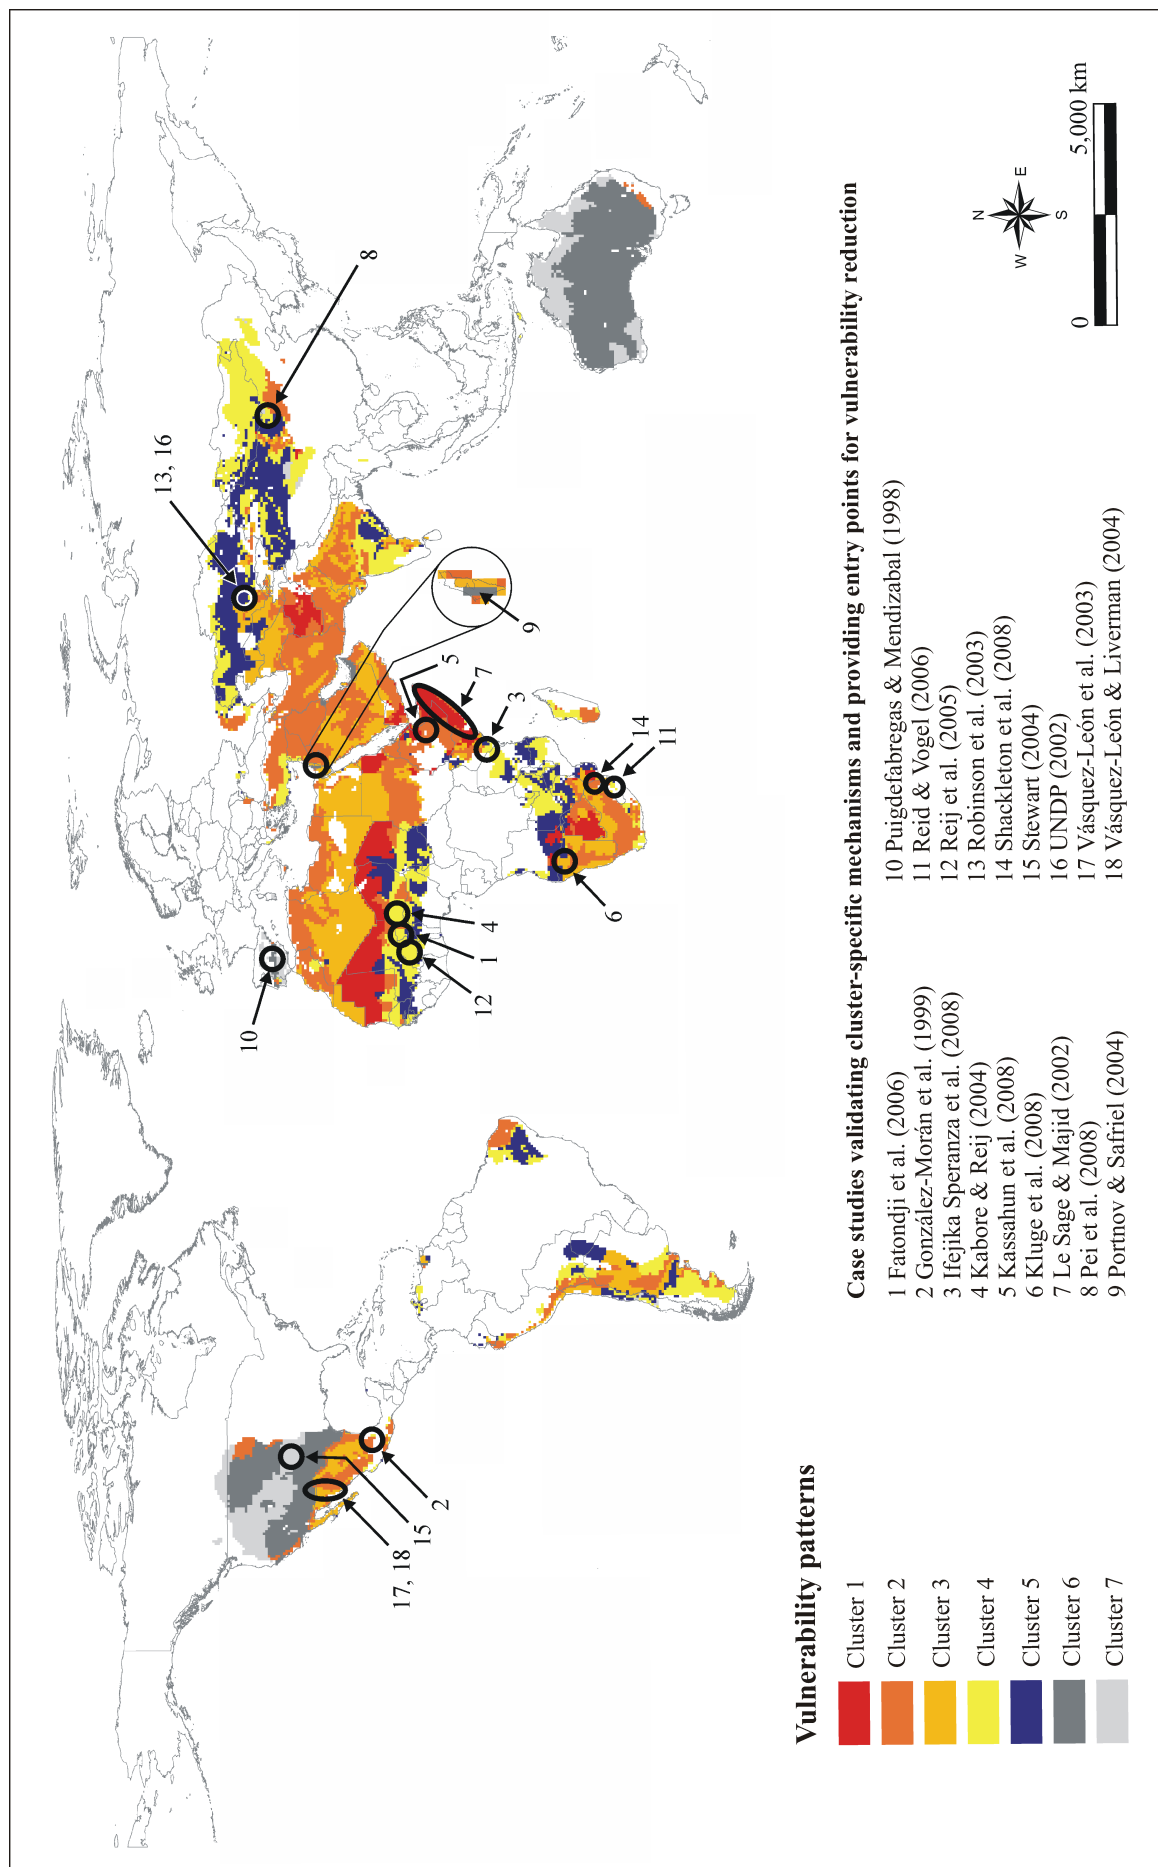 13, 16
8
10
17, 18
15
2
12
1
4
5
7
9
3
6
14
11
Vulnerability patterns
Cluster 1
Cluster 2
Cluster 3
Cluster 4
Cluster 5
Cluster 6
Cluster 7
Case studies validating cluster-specific mechanisms and providing entry points for vulnerability reduction
1 Fatondji et al. (2006)
2 González-Morán et al. (1999)
3 Ifejika Speranza et al. (2008)
4 Kabore & Reij (2004)
5 Kassahun et al. (2008)
6 Kluge et al. (2008)
7 Le Sage & Majid (2002)
8 Pei et al. (2008)
9 Portnov & Safriel (2004)
10 Puigdefabregas & Mendizabal (1998)
11 Reid & Vogel (2006)
12 Reij et al. (2005)
13 Robinson et al. (2003)
14 Shackleton et al. (2008)
15 Stewart (2004)
16 UNDP (2002)
17 Vásquez-León et al. (2003)
18 Vásquez-León & Liverman (2004)
N
W
E
S
0
5,000 km